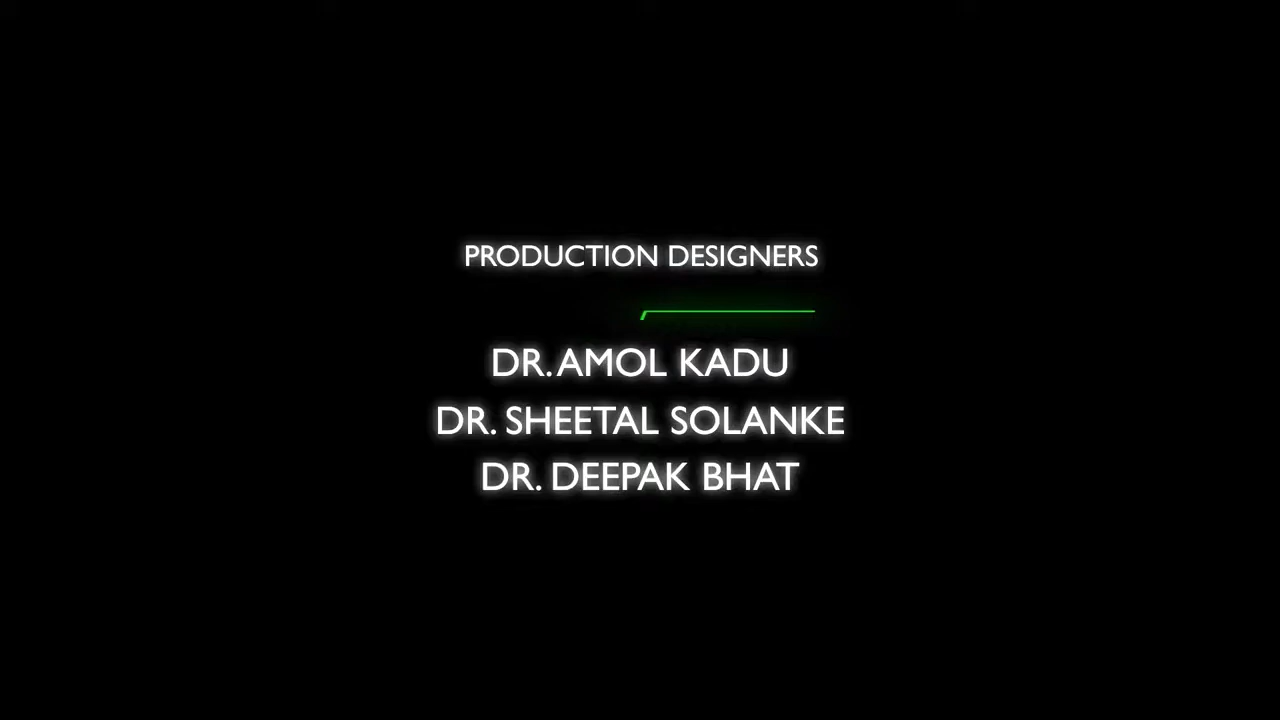 PRODUCTION DESIGNERS
DR. AMOL KADU
DR. SHEETAL SOLANKE
DR. DEEPAK BHAT